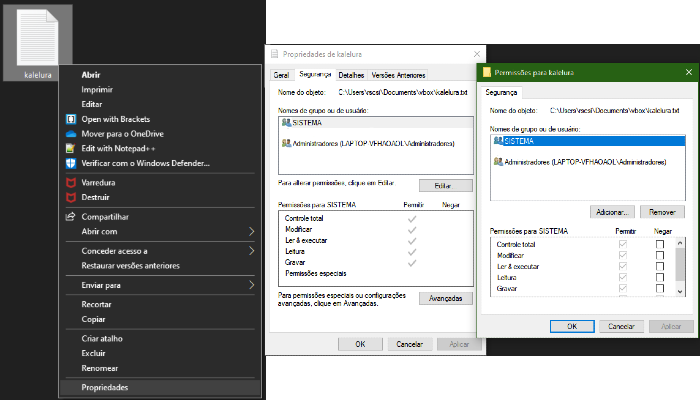 kalelura
Abrir
Imprimir
Editar
Open with Brackets
Mover para o OneDrive
Edit with Notepad++
Verificar com o Windows Defender...
Varredura
Destruir
Compartilhar
Abrir com
Conceder acesso a
Restaurar versões anteriores
Enviar para
Recortar
Copiar
Criar atalho
Excluir
Renomear
Propriedades
Propriedades de kalelura
Geral Segurança Detalhes Versões Anteriores
Nome do objeto: C:\Users\rscsi\Documents\vbox\kalelura.txt
Nomes de grupo ou de usuário:
SISTEMA
Administradores (LAPTOP-VFHAOAOL\Administradores)
Para alterar permissões, clique em Editar. Editar
Permissões para SISTEMA Permitir Negar
Controle total
Modificar
Ler & executar
Leitura
Gravar
Permissões especiais
Para permissões especiais ou configurações
avançadas, clique em Avançadas. Avançadas
OK Cancelar Aplicar
Permissões para kalelura
Segurança
Nome do objeto: C:\Users\rscsi\Documents\vbox\kalelura.txt
Nomes de grupo ou de usuário:
SISTEMA
Administradores (LAPTOP-VFHAOAOL\Administradores)
Adicionar... Remover
Permissões para SISTEMA Permitir Negar
Controle total
Modificar
Ler & executar
Leitura
Gravar
OK Cancelar Aplicar